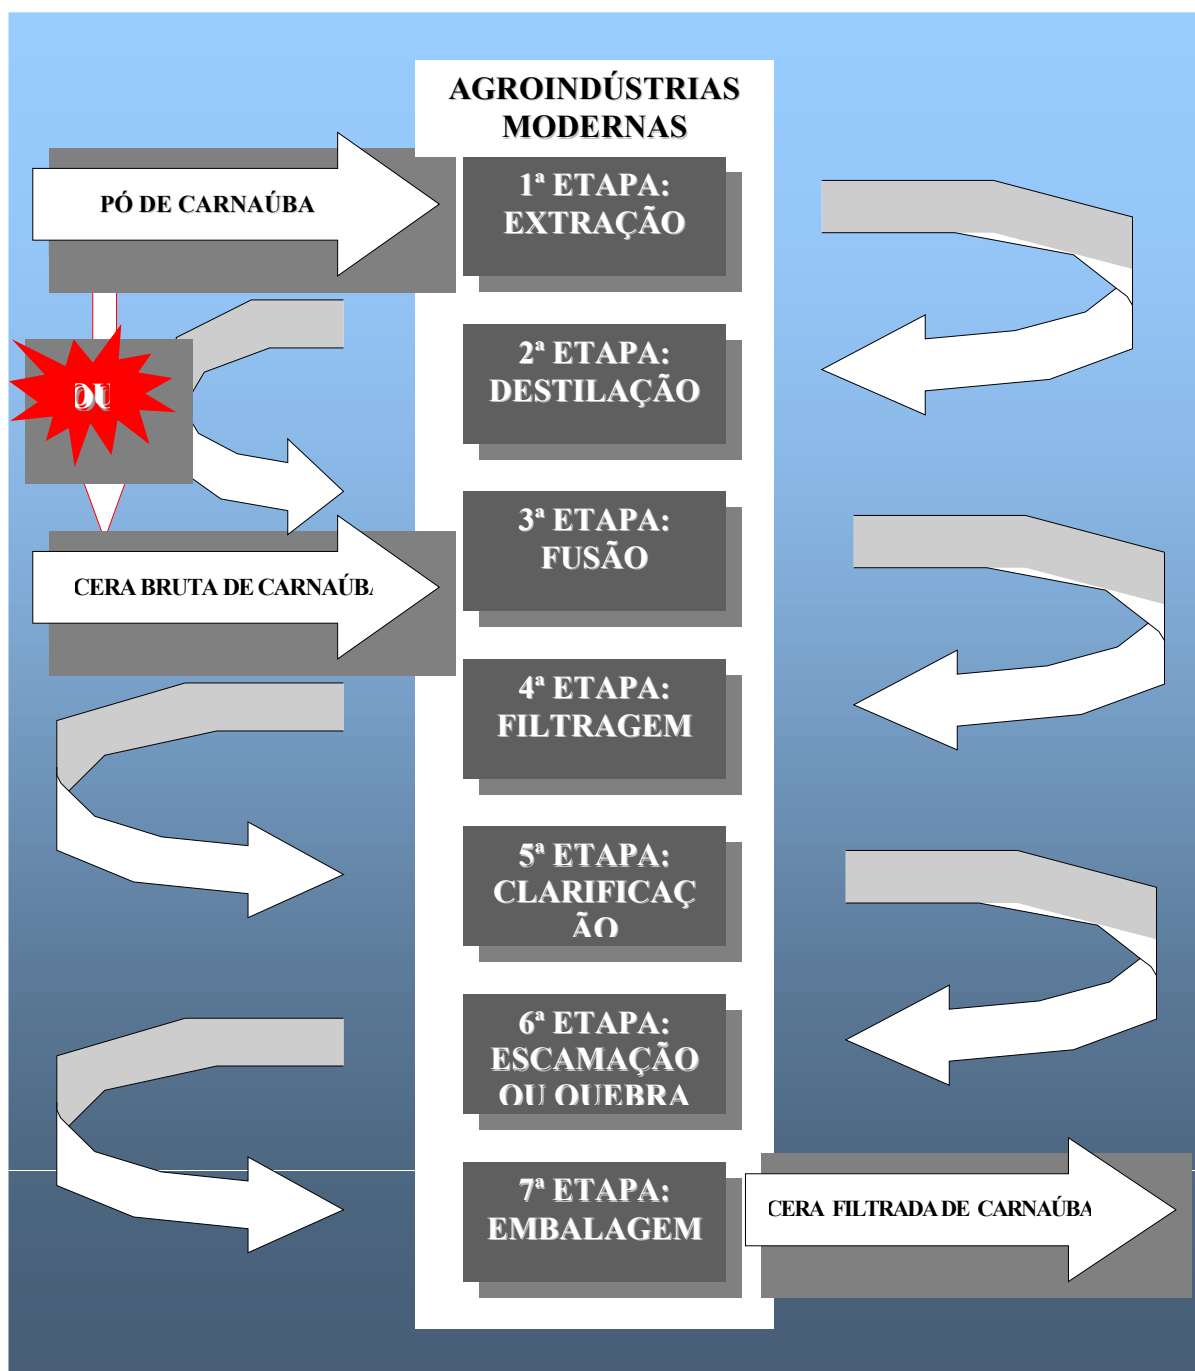 AGROINDÚSTRIAS
MODERNAS
PÓ DE CARNAÚBA
1ª ETAPA:
EXTRAÇÃO
OU
2ª ETAPA:
DESTILAÇÃO
CERA BRUTA DE CARNAÚBA
3ª ETAPA:
FUSÃO
4ª ETAPA:
FILTRAGEM
5ª ETAPA:
CLARIFICAÇ
ÃO
6ª ETAPA:
ESCAMAÇÃO
OU QUEBRA
7ª ETAPA:
EMBALAGEM
CERA FILTRADA DE CARNAÚBA